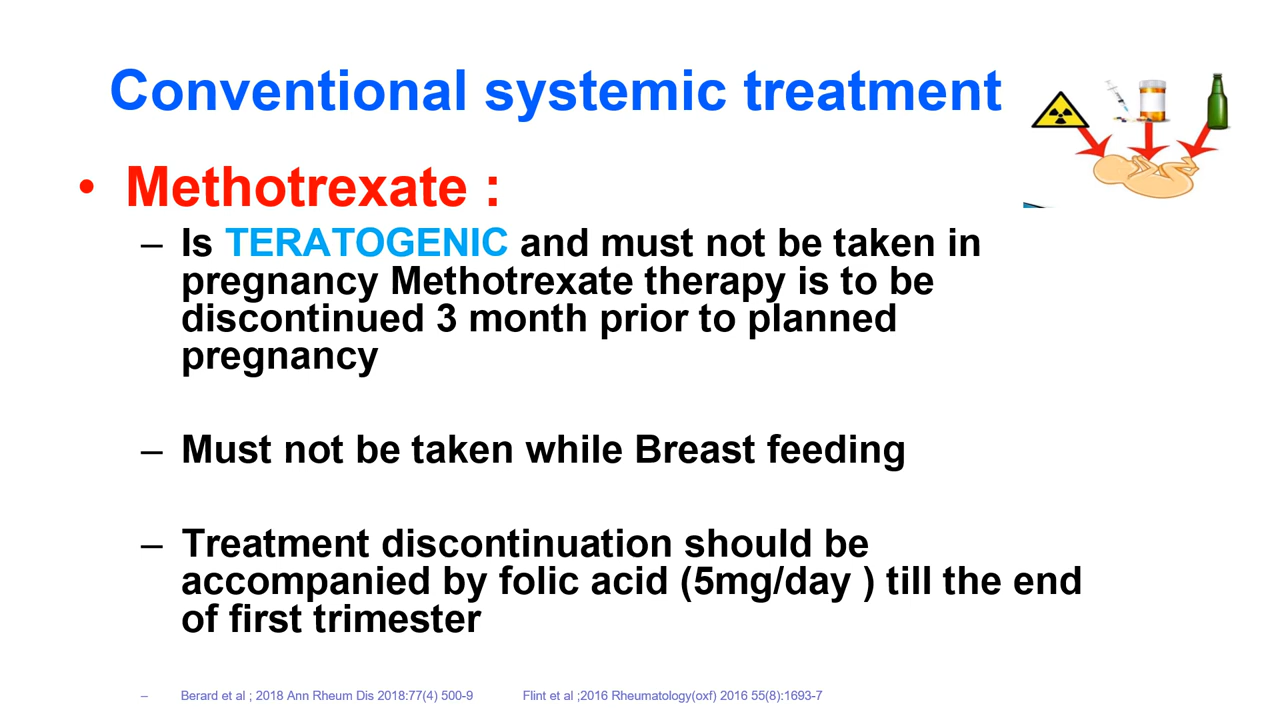 Conventional systemic treatment
• Methotrexate :
– Is TERATOGENIC and must not be taken in
pregnancy Methotrexate therapy is to be
discontinued 3 month prior to planned
pregnancy
– Must not be taken while Breast feeding
– Treatment discontinuation should be
accompanied by folic acid (5mg/day ) till the end
of first trimester
– Berard et al ; 2018 Ann Rheum Dis 2018:77(4) 500-9 Flint et al ;2016 Rheumatology(oxf) 2016 55(8):1693-7